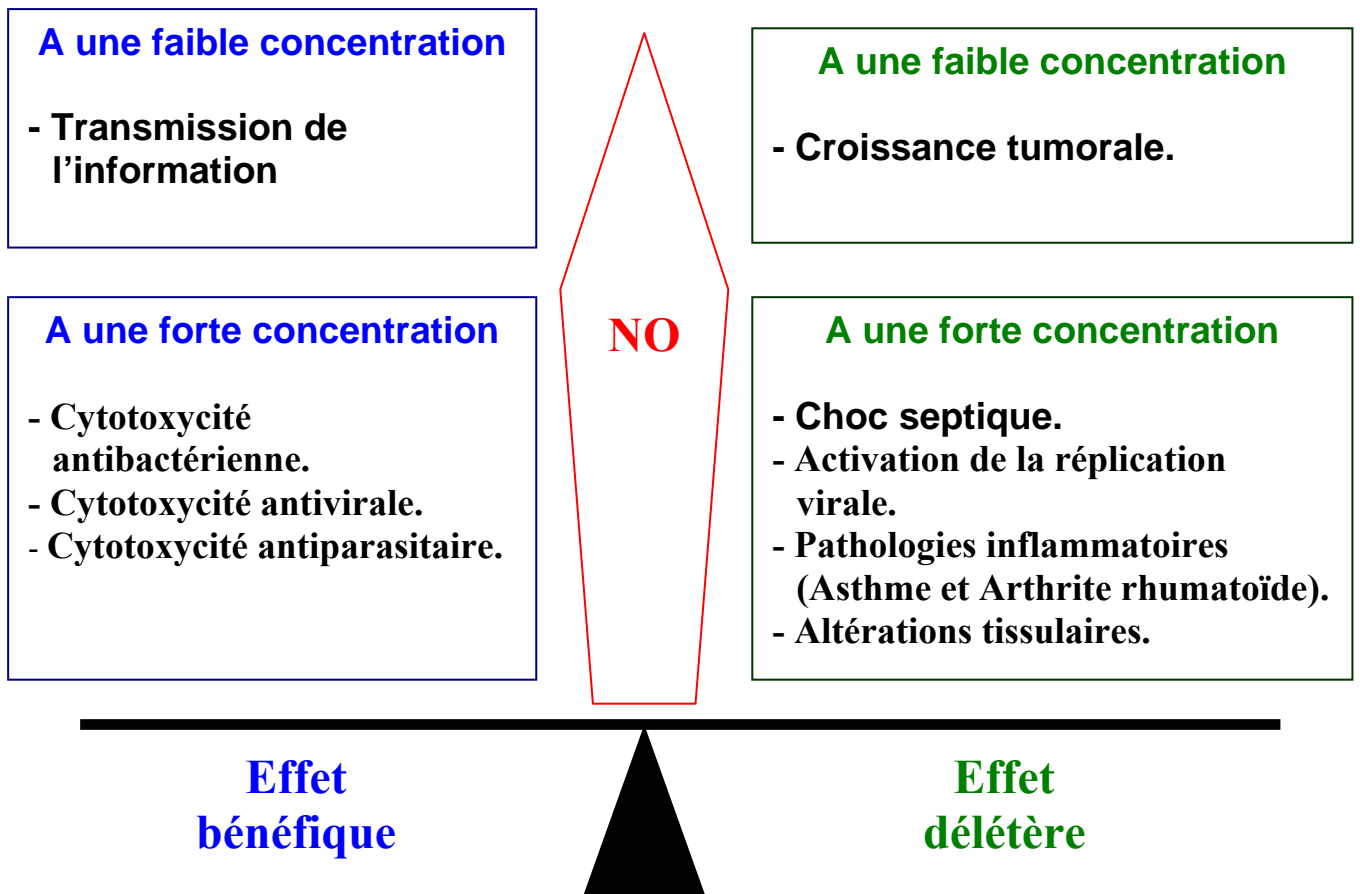 A une faible concentration
- Transmission de
l’information
A une forte concentration
- Cytotoxycité
antibactérienne.
- Cytotoxycité antivirale.
- Cytotoxycité antiparasitaire.
NO
A une faible concentration
- Croissance tumorale.
A une forte concentration
- Choc septique.
- Activation de la réplication
virale.
- Pathologies inflammatoires
(Asthme et Arthrite rhumatoïde).
- Altérations tissulaires.
Effet
bénéfique
Effet
délétère